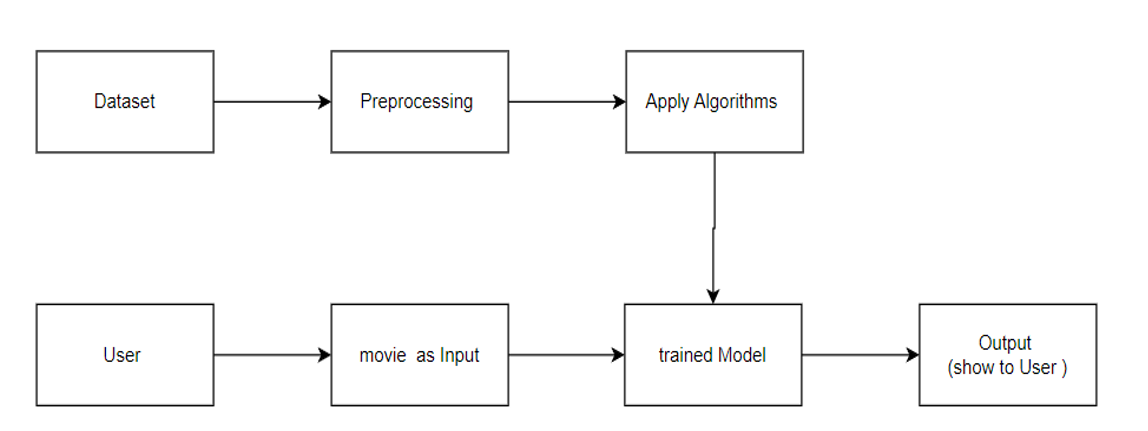 Dataset
Preprocessing
Apply Algorithms
User
movie as Input
trained Model
Output
(show to User )